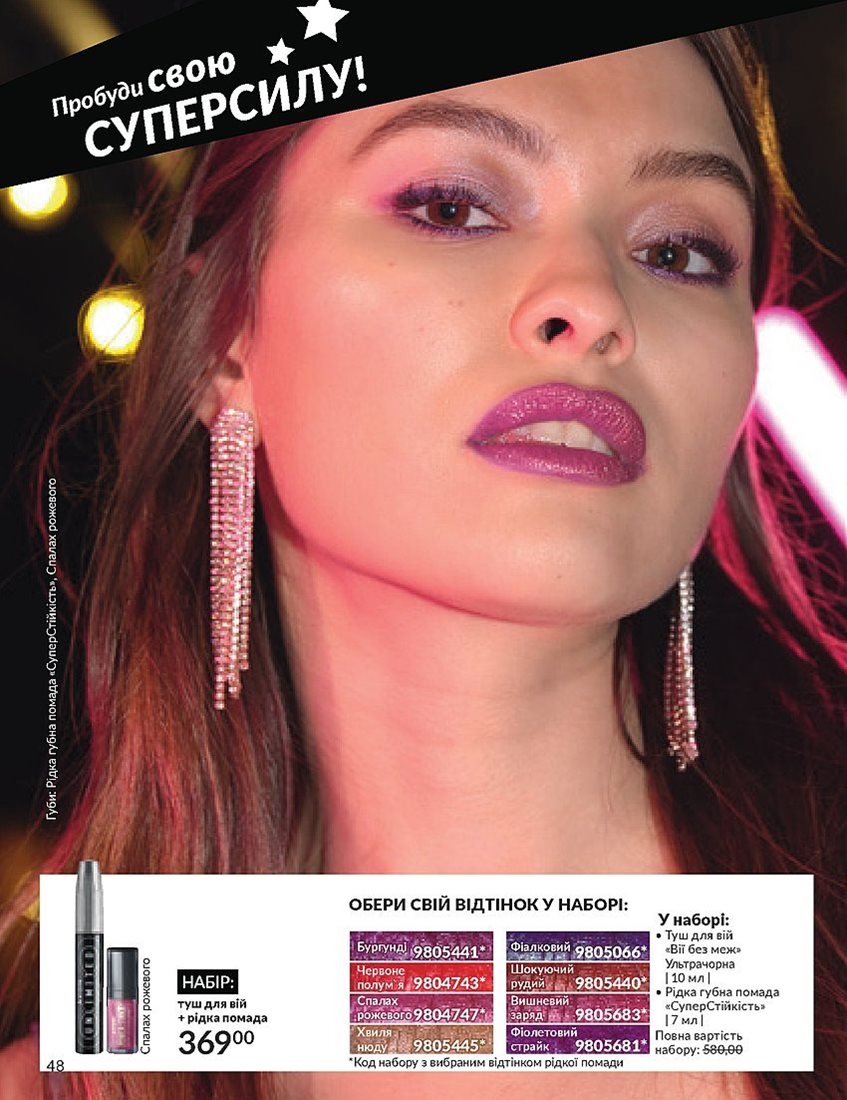 Пробуди свою
СУПЕРСИЛУ!
Губи: Рідка губна помада «СуперСтійкість», Спалах рожевого
Спалах рожевого
НАБІР:
туш для вій
+ рідка помада
369⁰⁰
ОБЕРИ СВІЙ ВІДТІНОК У НАБОРІ:
Бургунді 9805441*
Фіалковий 9805066*
Червоне
полум`я 9804743*
Шокуючий
рудий 9805440*
Спалах
рожевого 9804747*
Вишневий
заряд 9805683*
Хвиля
нюду 9805445*
Фіолетовий
страйк 9805681*
*Код набору з вибраним відтінком рідкої помади
У наборі:
• Туш для вій
«Вії без меж»
Ультрачорна
| 10 мл |
• Рідка губна помада
«СуперСтійкість»
| 7 мл |
Повна вартість
набору: 580,00
48